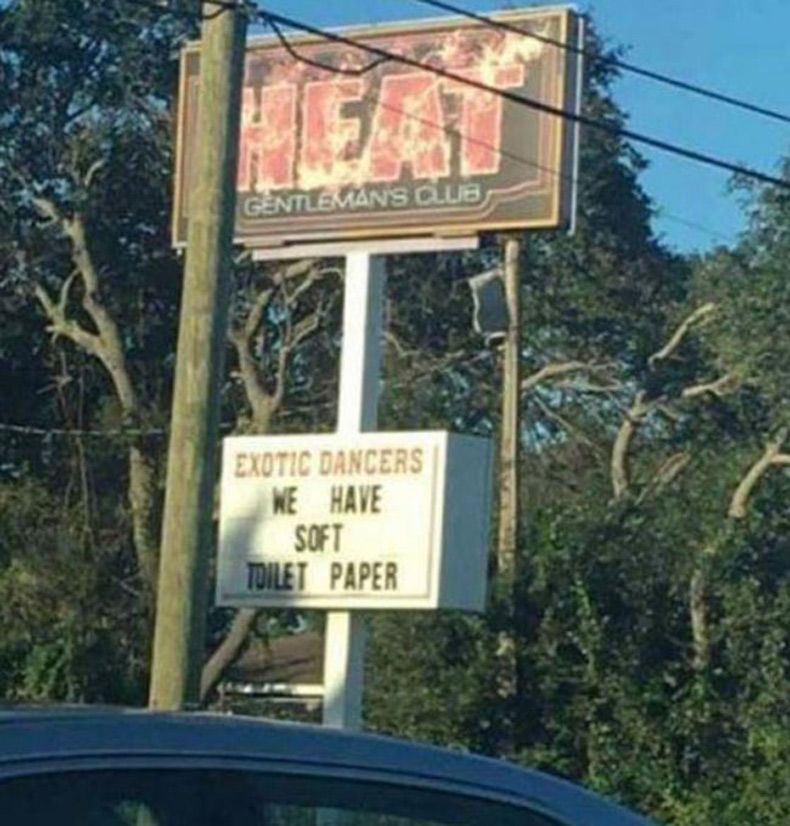 HEAT
GENTLEMAN'S CLUB
EXOTIC DANCERS
WE HAVE
SOFT
TOILET PAPER